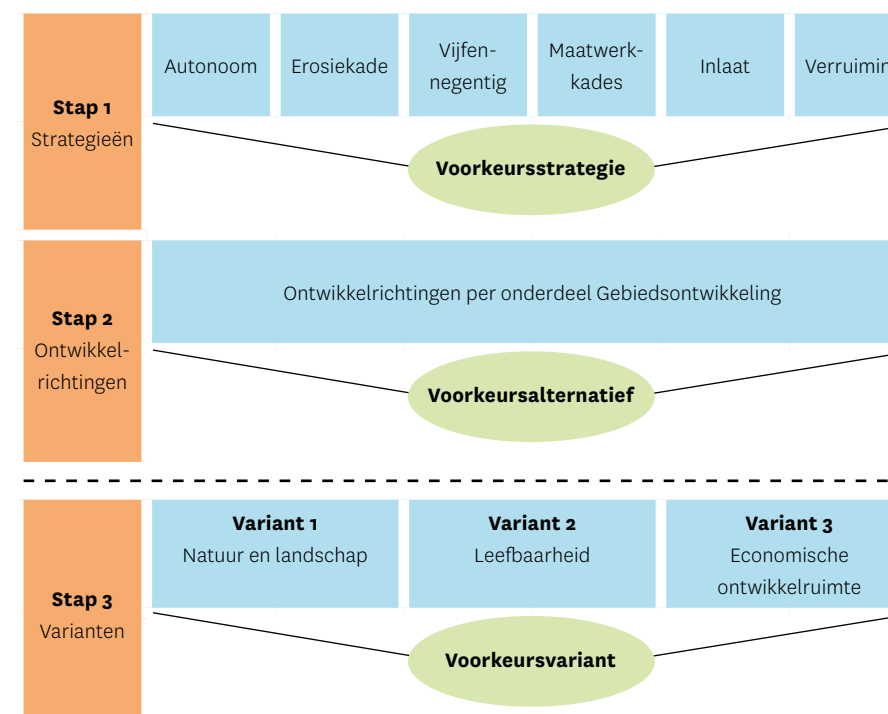 Stap 1
Strategieën
Autonoom
Erosiekade
Vijfen-
negentig
Maatwerk-
kades
Inlaat
Verruimin
Voorkeursstrategie
Stap 2
Ontwikkel-
richtingen
Ontwikkelrichtingen per onderdeel Gebiedsontwikkeling
Voorkeursalternatief
Stap 3
Varianten
Variant 1
Natuur en landschap
Variant 2
Leefbaarheid
Variant 3
Economische
ontwikkelruimte
Voorkeursvariant